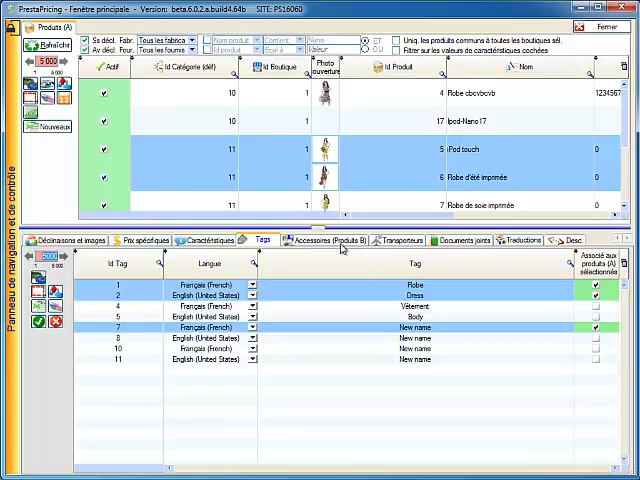 PrestaPricing - Fenêtre principale - Version: beta.6.0.2.a.build4.64b SITE: PS16060
Produits (A)
Fermer
Rafraîchir
5 000
1 5 000
Nouveaux
Ss décl. Fabr. Tous les fabrica
Av décl. Four. Tous les fournis
Nom produit Contient Nano
Id produit Egal à Valeur
ET
OU
Uniq. les produits communs à toutes les boutiques sél.
Filtrer sur les valeurs de caractéristiques cochées
Actif Id Catégorie (déf) Id Boutique Photo ouverture Id Produit Nom
10 1 4 Robe cbcvbcvb 1234567
10 1 17 Ipod-Nano17
11 1 5 iPod touch 0
11 1 6 Robe d'été imprimée 0
11 1 7 Robe de soie imprimée 0
Panneau de navigation et de contrôle
Déclinaisons et images Prix spécifiques Caractéristiques Tags Accessoires (Produits B) Transporteurs Documents joints Traductions Desc.
5000
1 5 000
Id Tag Langue Tag Associé aux produits (A) sélectionnés
1 Français (French) Robe
2 English (United States) Dress
4 Français (French) Vêtement
5 English (United States) Body
7 Français (French) New name
8 English (United States) New name
10 Français (French) New name
11 English (United States) New name